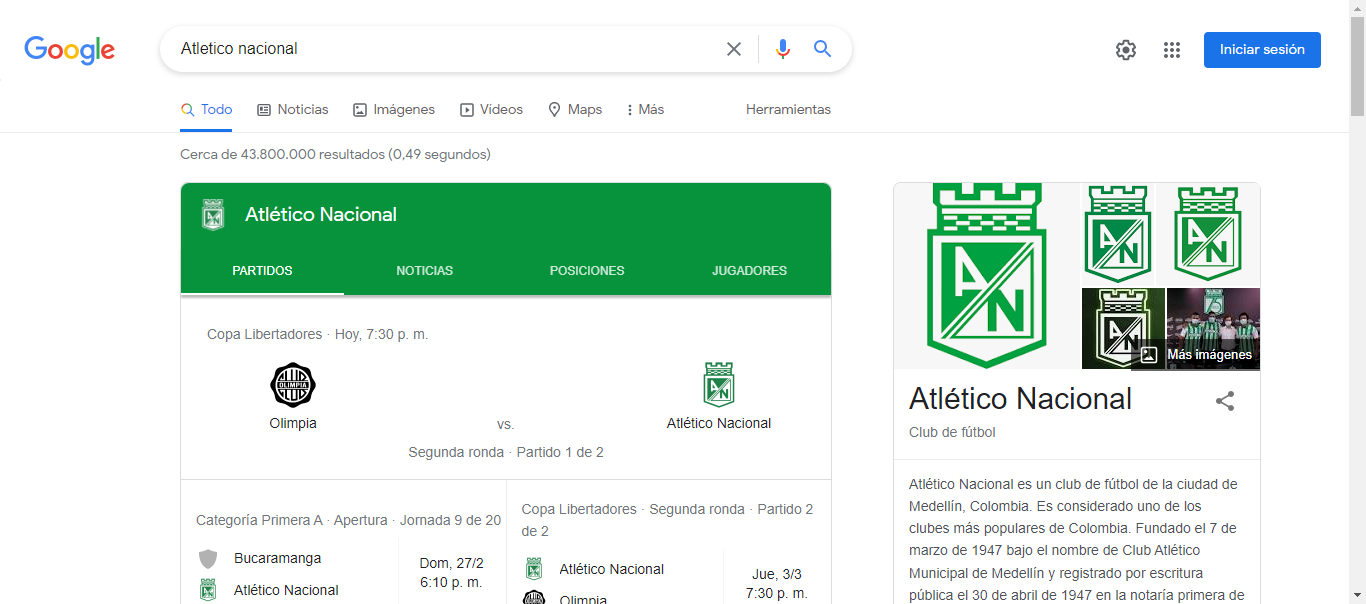 Google
Atletico nacional
Iniciar sesión
Todo
Noticias
Imágenes
Vídeos
Maps
Más
Herramientas
Cerca de 43.800.000 resultados (0,49 segundos)
Atlético Nacional
PARTIDOS
NOTICIAS
POSICIONES
JUGADORES
Copa Libertadores · Hoy, 7:30 p. m.
OLIMPIA
Olimpia
vs.
Atlético Nacional
Segunda ronda · Partido 1 de 2
Categoría Primera A · Apertura · Jornada 9 de 20
Bucaramanga
Atlético Nacional
Dom, 27/2
6:10 p. m.
Copa Libertadores · Segunda ronda · Partido 2
de 2
Atlético Nacional
Olimpia
Jue, 3/3
7:30 p. m.
AN
AN
AN
AN
75
Más imágenes
Atlético Nacional
Club de fútbol
Atlético Nacional es un club de fútbol de la ciudad de
Medellín, Colombia. Es considerado uno de los
clubes más populares de Colombia. Fundado el 7 de
marzo de 1947 bajo el nombre de Club Atlético
Municipal de Medellín y registrado por escritura
pública el 30 de abril de 1947 en la notaría primera de